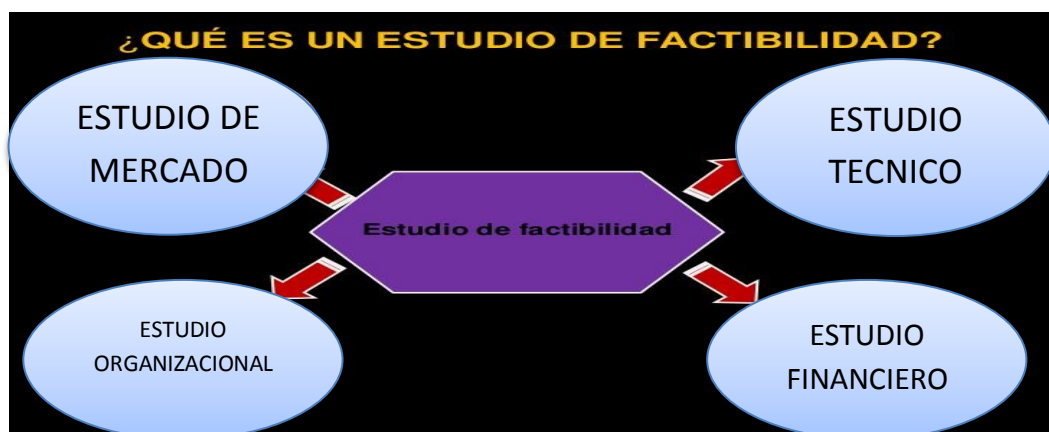 ¿QUÉ ES UN ESTUDIO DE FACTIBILIDAD?
ESTUDIO DE
MERCADO
ESTUDIO
TECNICO
Estudio de factibilidad
ESTUDIO
ORGANIZACIONAL
ESTUDIO
FINANCIERO